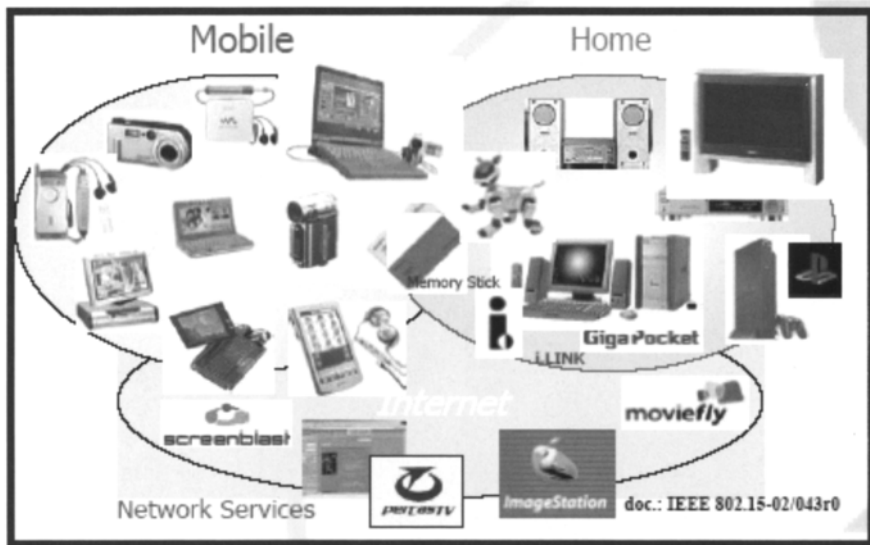 Mobile
Home
Memory Stick
GigaPocket
i.LINK
Internet
screenblast
moviefly
PercasTV
ImageStation
Network Services
doc.: IEEE 802.15-02/043r0